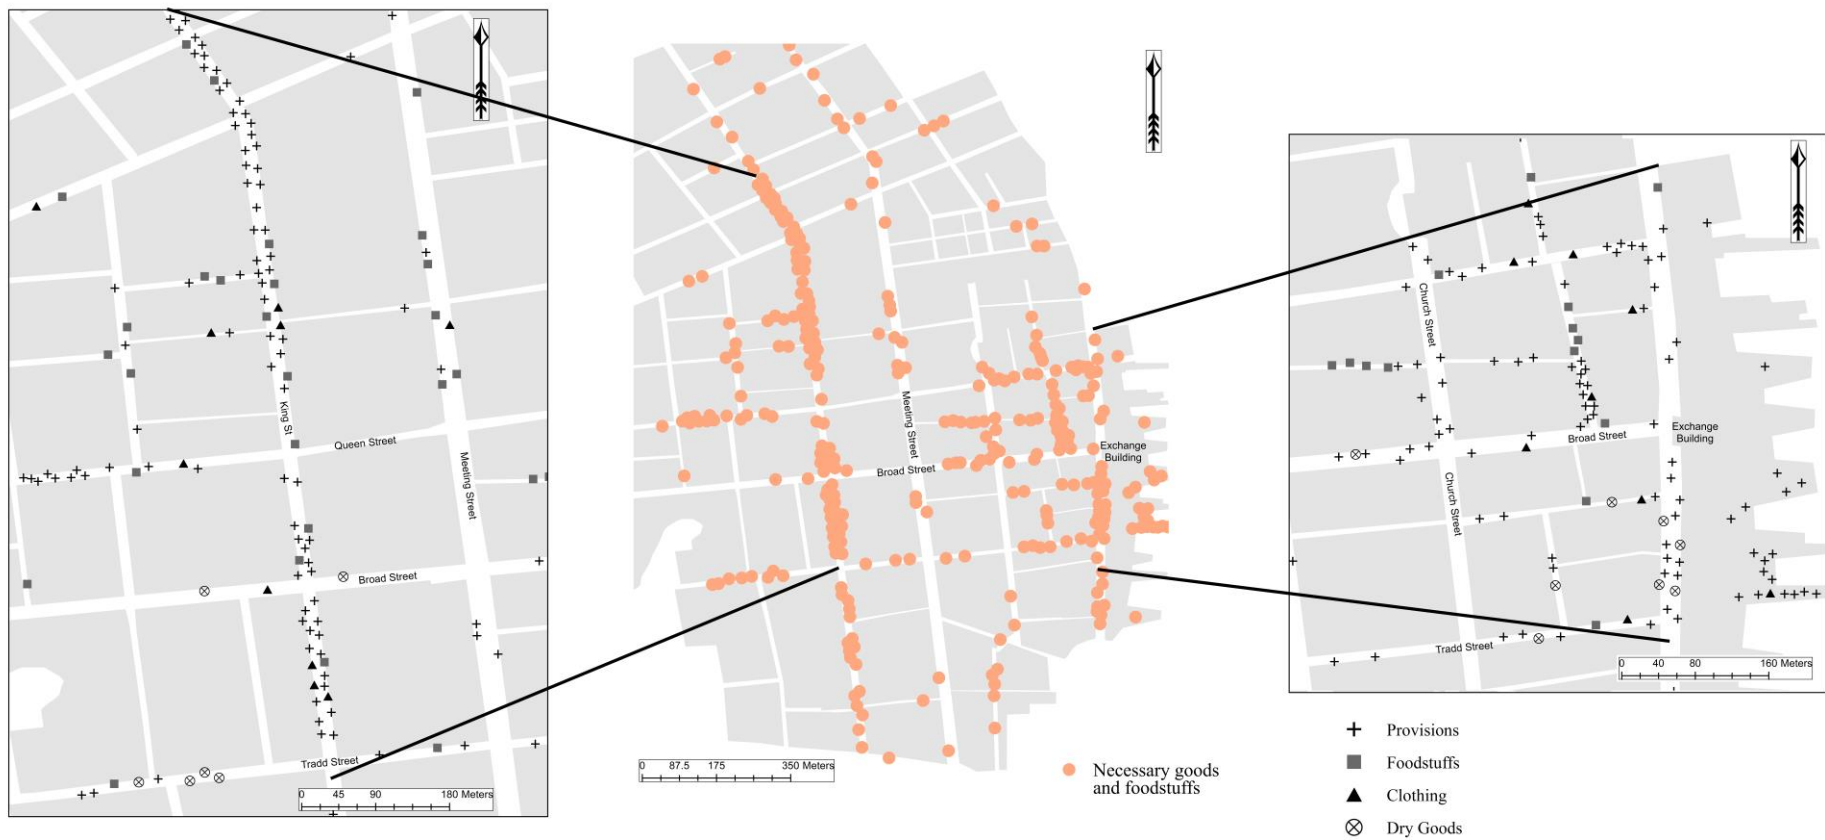 King St
Queen Street
Meeting Street
Broad Street
Tradd Street
0 45 90 180 Meters
Meeting Street
Broad Street
Exchange
Building
0 87.5 175 350 Meters
Necessary goods
and foodstuffs
Church Street
Broad Street
Exchange
Building
Church Street
Tradd Street
0 40 80 160 Meters
Provisions
Foodstuffs
Clothing
Dry Goods